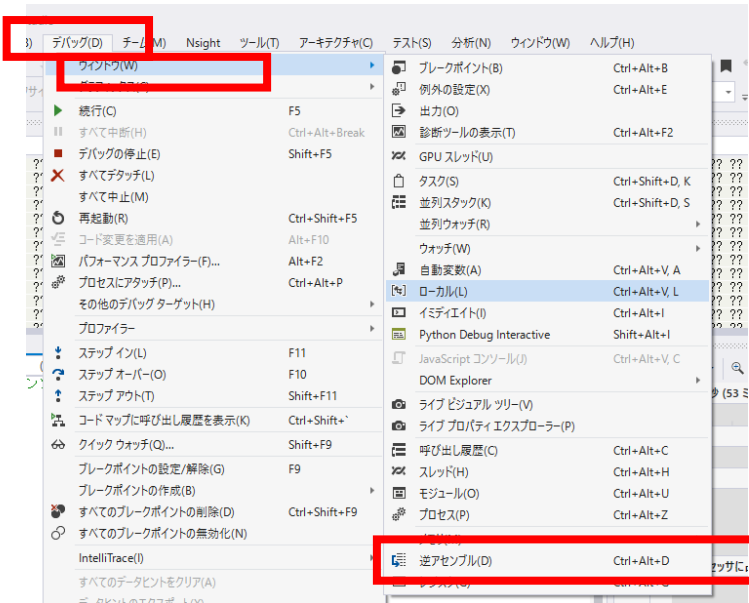 デバッグ(D) チーム(M) Nsight ツール(T) アーキテクチャ(C) テスト(S) 分析(N) ウィンドウ(W) ヘルプ(H)
ウィンドウ(W)
続行(C) F5
すべて中断(H) Ctrl+Alt+Break
デバッグの停止(E) Shift+F5
すべてデタッチ(L)
すべて中止(M)
再起動(R) Ctrl+Shift+F5
コード変更を適用(A) Alt+F10
パフォーマンス プロファイラー(F)... Alt+F2
プロセスにアタッチ(P)... Ctrl+Alt+P
その他のデバッグ ターゲット(H)
プロファイラー
ステップ イン(L) F11
ステップ オーバー(O) F10
ステップ アウト(T) Shift+F11
コード マップに呼び出し履歴を表示(K) Ctrl+Shift+`
クイック ウォッチ(Q)... Shift+F9
ブレークポイントの設定/解除(G) F9
ブレークポイントの作成(B)
すべてのブレークポイントの削除(D) Ctrl+Shift+F9
すべてのブレークポイントの無効化(N)
IntelliTrace(I)
すべてのデータヒントをクリア(A)
データヒントのエクスポート(X)
ブレークポイント(B) Ctrl+Alt+B
例外の設定(X) Ctrl+Alt+E
出力(O)
診断ツールの表示(T) Ctrl+Alt+F2
GPU スレッド(U)
タスク(S) Ctrl+Shift+D, K
並列スタック(K) Ctrl+Shift+D, S
並列ウォッチ(R)
ウォッチ(W)
自動変数(A) Ctrl+Alt+V, A
ローカル(L) Ctrl+Alt+V, L
イミディエイト(I) Ctrl+Alt+I
Python Debug Interactive Shift+Alt+I
JavaScript コンソール(J) Ctrl+Alt+V, C
DOM Explorer
ライブ ビジュアル ツリー(V)
ライブ プロパティ エクスプローラー(P)
呼び出し履歴(C) Ctrl+Alt+C
スレッド(H) Ctrl+Alt+H
モジュール(O) Ctrl+Alt+U
プロセス(P) Ctrl+Alt+Z
逆アセンブル(D) Ctrl+Alt+D
?? ??
?? ??
?? ??
?? ??
?? ??
?? ??
?? ??
?? ??
?? ??
?? ??
?? ??
?? ??
(53 ミ